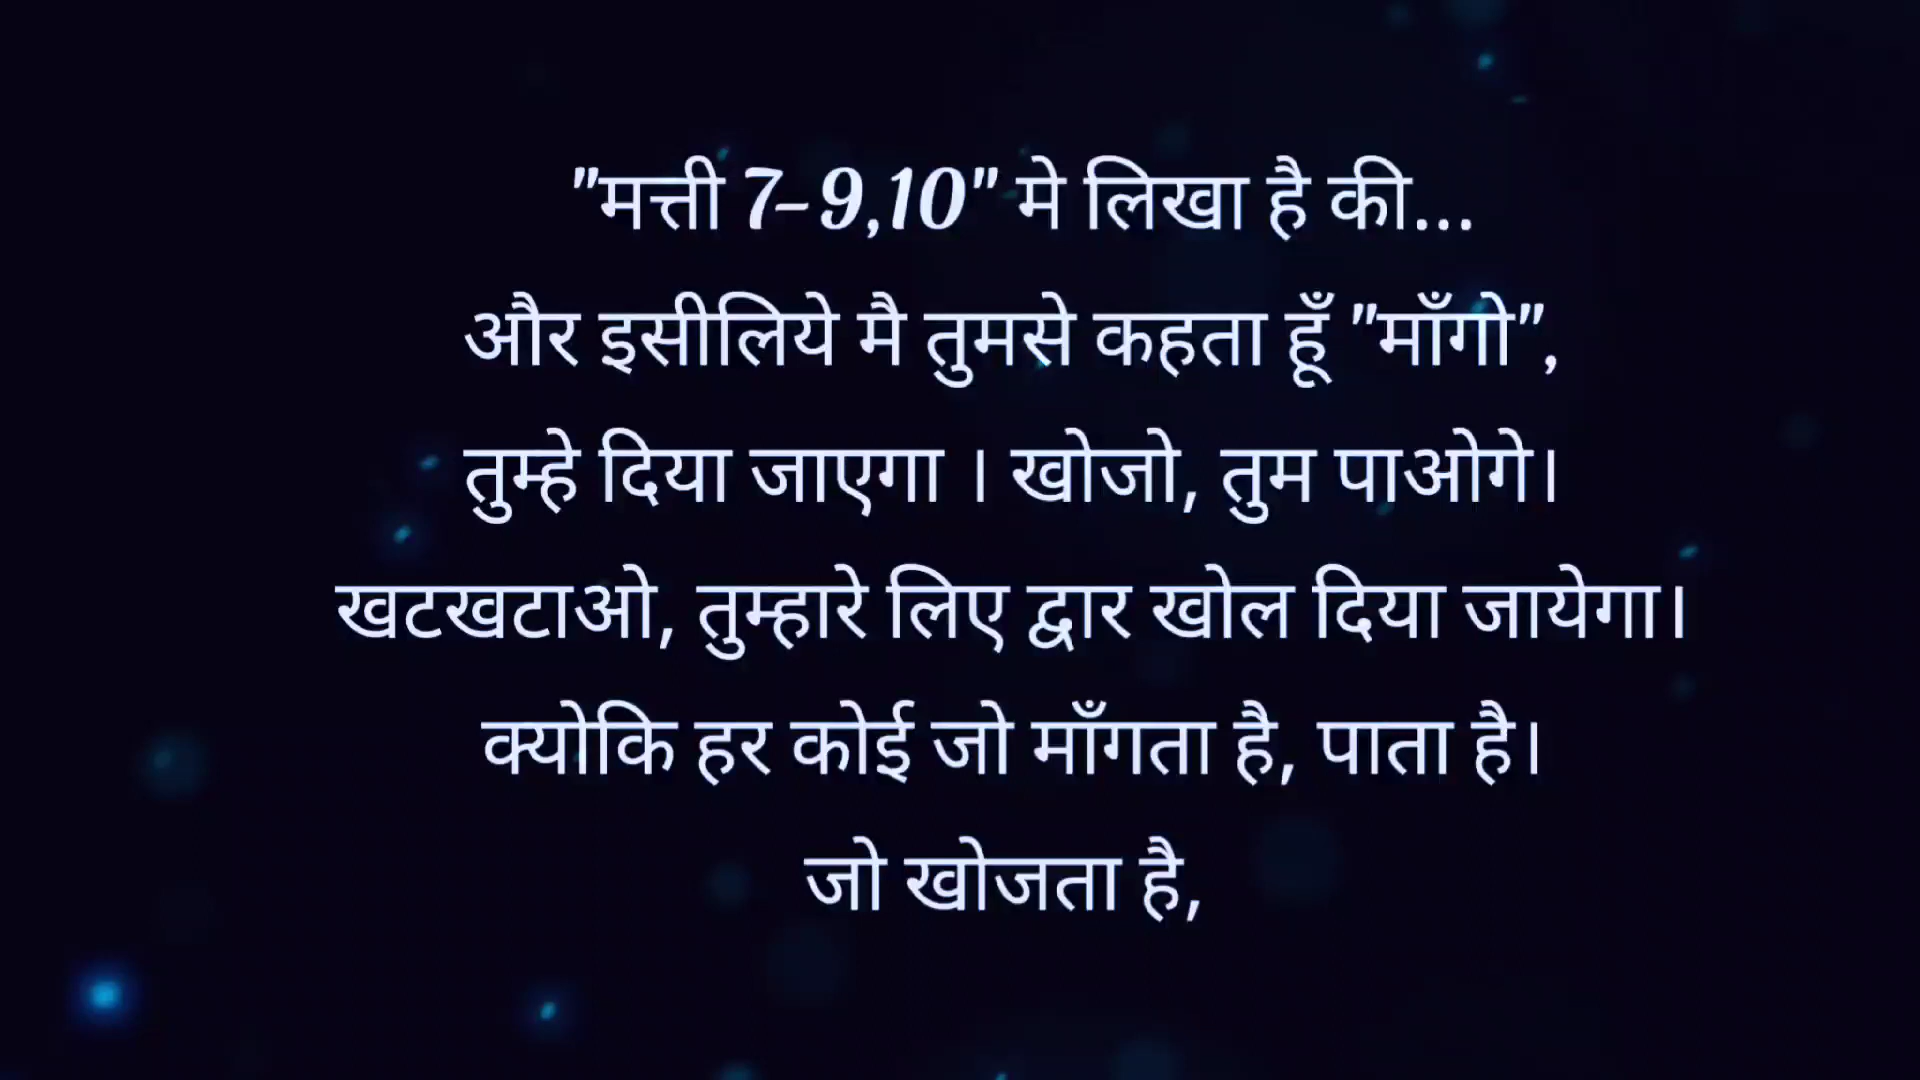 "मत्ती 7-9,10" मे लिखा है की...
और इसीलिये मै तुमसे कहता हूँ "माँगो",
तुम्हे दिया जाएगा । खोजो, तुम पाओगे।
खटखटाओ, तुम्हारे लिए द्वार खोल दिया जायेगा।
क्योकि हर कोई जो माँगता है, पाता है।
जो खोजता है,